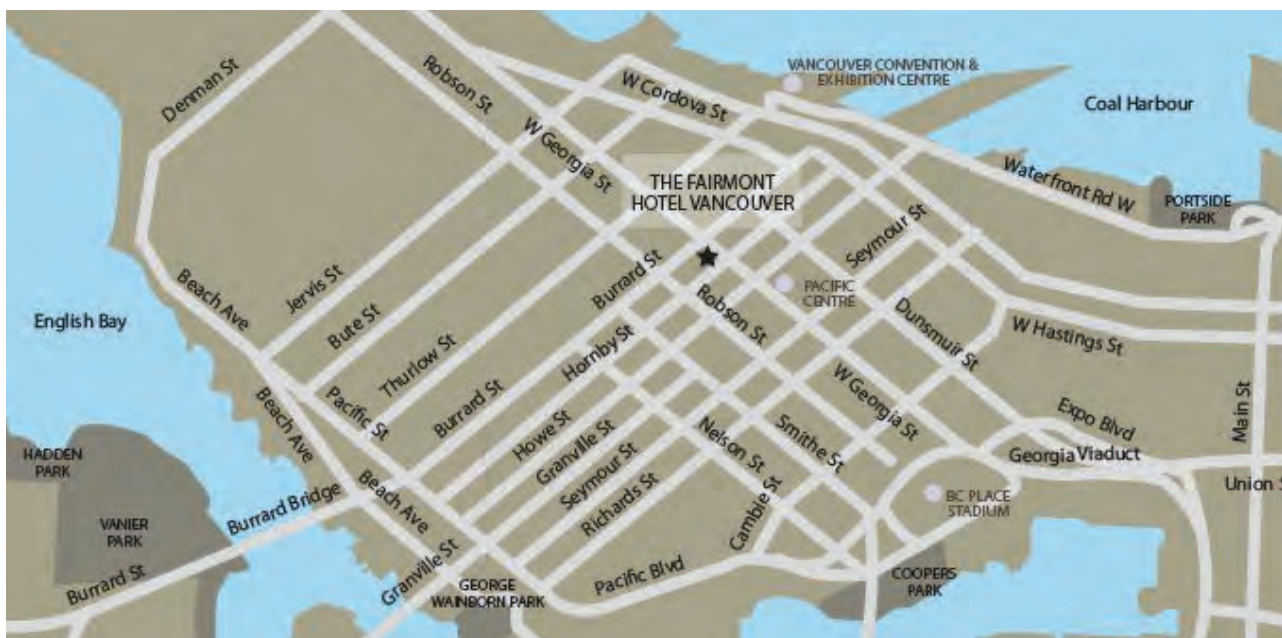 Denman St
Robson St
W Cordova St
VANCOUVER CONVENTION &
EXHIBITION CENTRE
Coal Harbour
W Georgia St
THE FAIRMONT
HOTEL VANCOUVER
Waterfront Rd W
PORTSIDE
PARK
Seymour St
Jervis St
Burrard St
PACIFIC
CENTRE
Beach Ave
English Bay
Bute St
Robson St
Dunsmuir St
W Hastings St
Hornby St
Thurlow St
Pacific St
Burrard St
W Georgia St
Expo Blvd
Main St
Beach Ave
Howe St
Granville St
Nelson St
Smithe St
Georgia Viaduct
HADDEN
PARK
Seymour St
Union S
Beach Ave
Richards St
BC PLACE
STADIUM
Burrard Bridge
VANIER
PARK
Cambie St
Granville St
Pacific Blvd
COOPERS
PARK
Burrard St
GEORGE
WAINBORN PARK